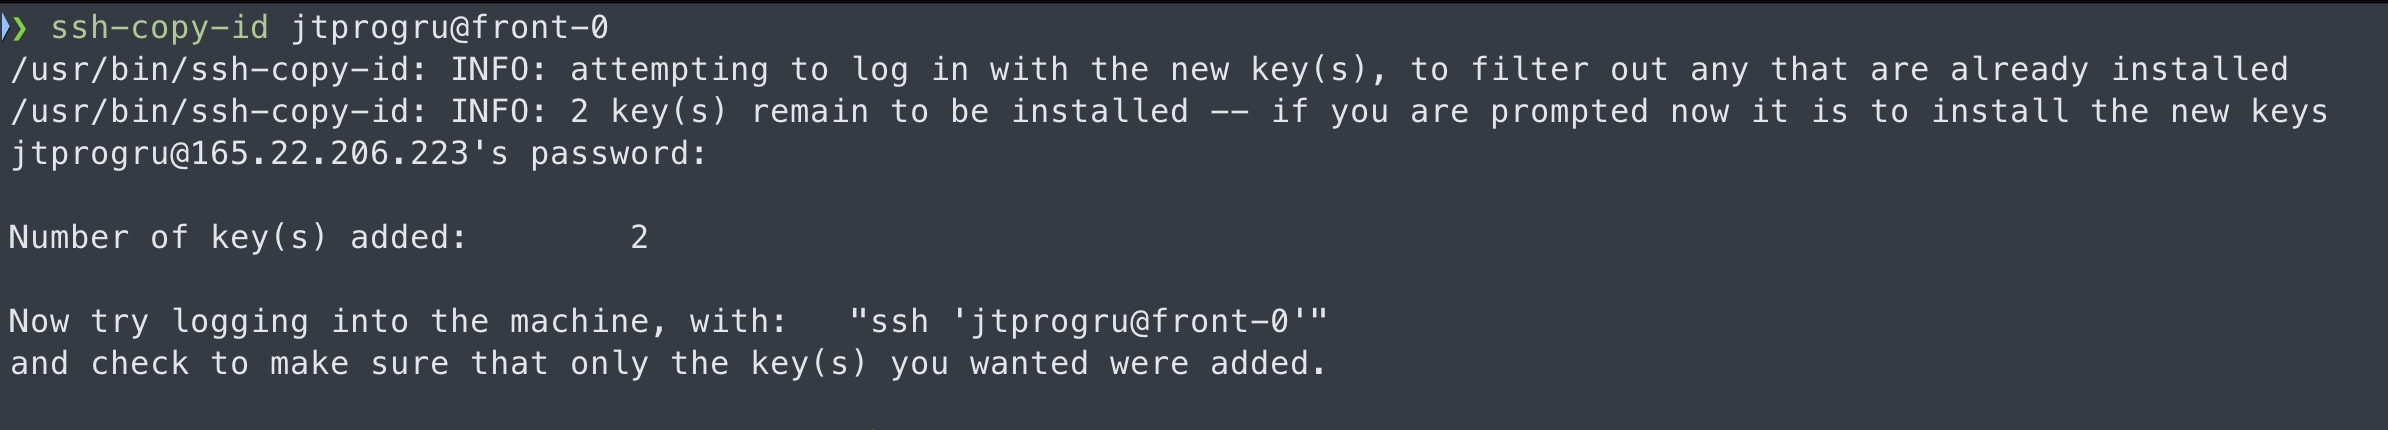 ❯ ssh-copy-id jtprogru@front-0
/usr/bin/ssh-copy-id: INFO: attempting to log in with the new key(s), to filter out any that are already installed
/usr/bin/ssh-copy-id: INFO: 2 key(s) remain to be installed -- if you are prompted now it is to install the new keys
jtprogru@165.22.206.223's password:
Number of key(s) added:        2
Now try logging into the machine, with:   "ssh 'jtprogru@front-0'"
and check to make sure that only the key(s) you wanted were added.